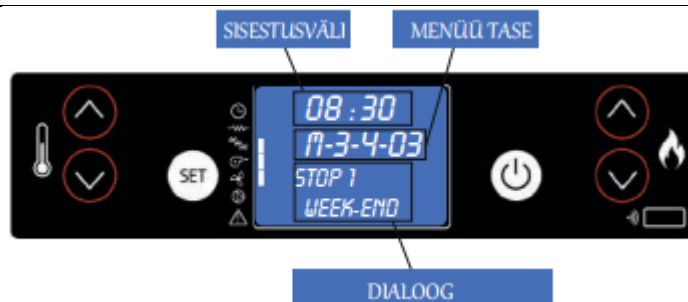 SISESTUSVÄLI
MENÜÜ TASE
08:30
M-3-4-03
SET
STOP 1
WEEK-END
DIALOOG